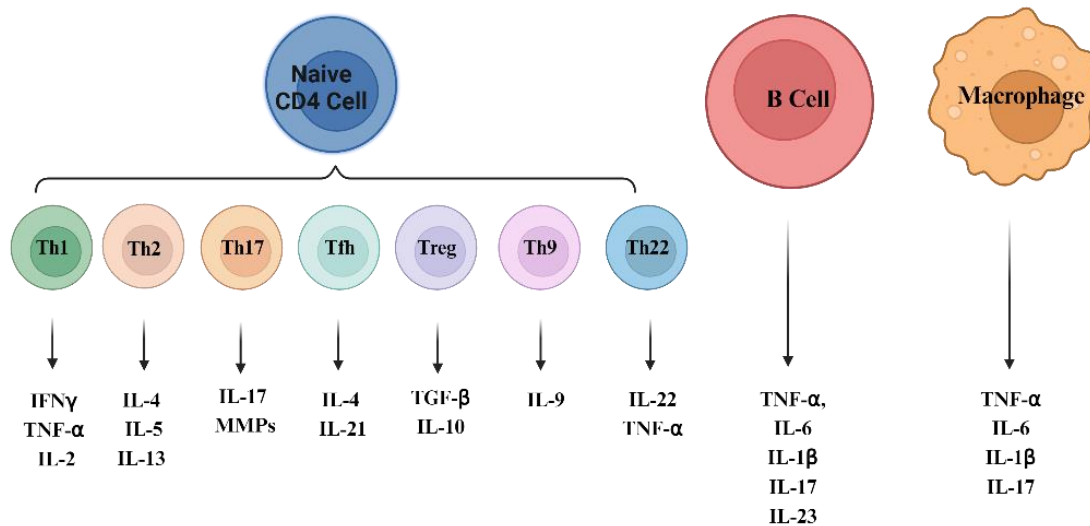 Naive
CD4 Cell
B Cell
Macrophage
Th1
Th2
Th17
Tfh
Treg
Th9
Th22
IFNγ
TNF-α
IL-2
IL-4
IL-5
IL-13
IL-17
MMPs
IL-4
IL-21
TGF-β
IL-10
IL-9
IL-22
TNF-α
TNF-α,
IL-6
IL-1β
IL-17
IL-23
TNF-α
IL-6
IL-1β
IL-17